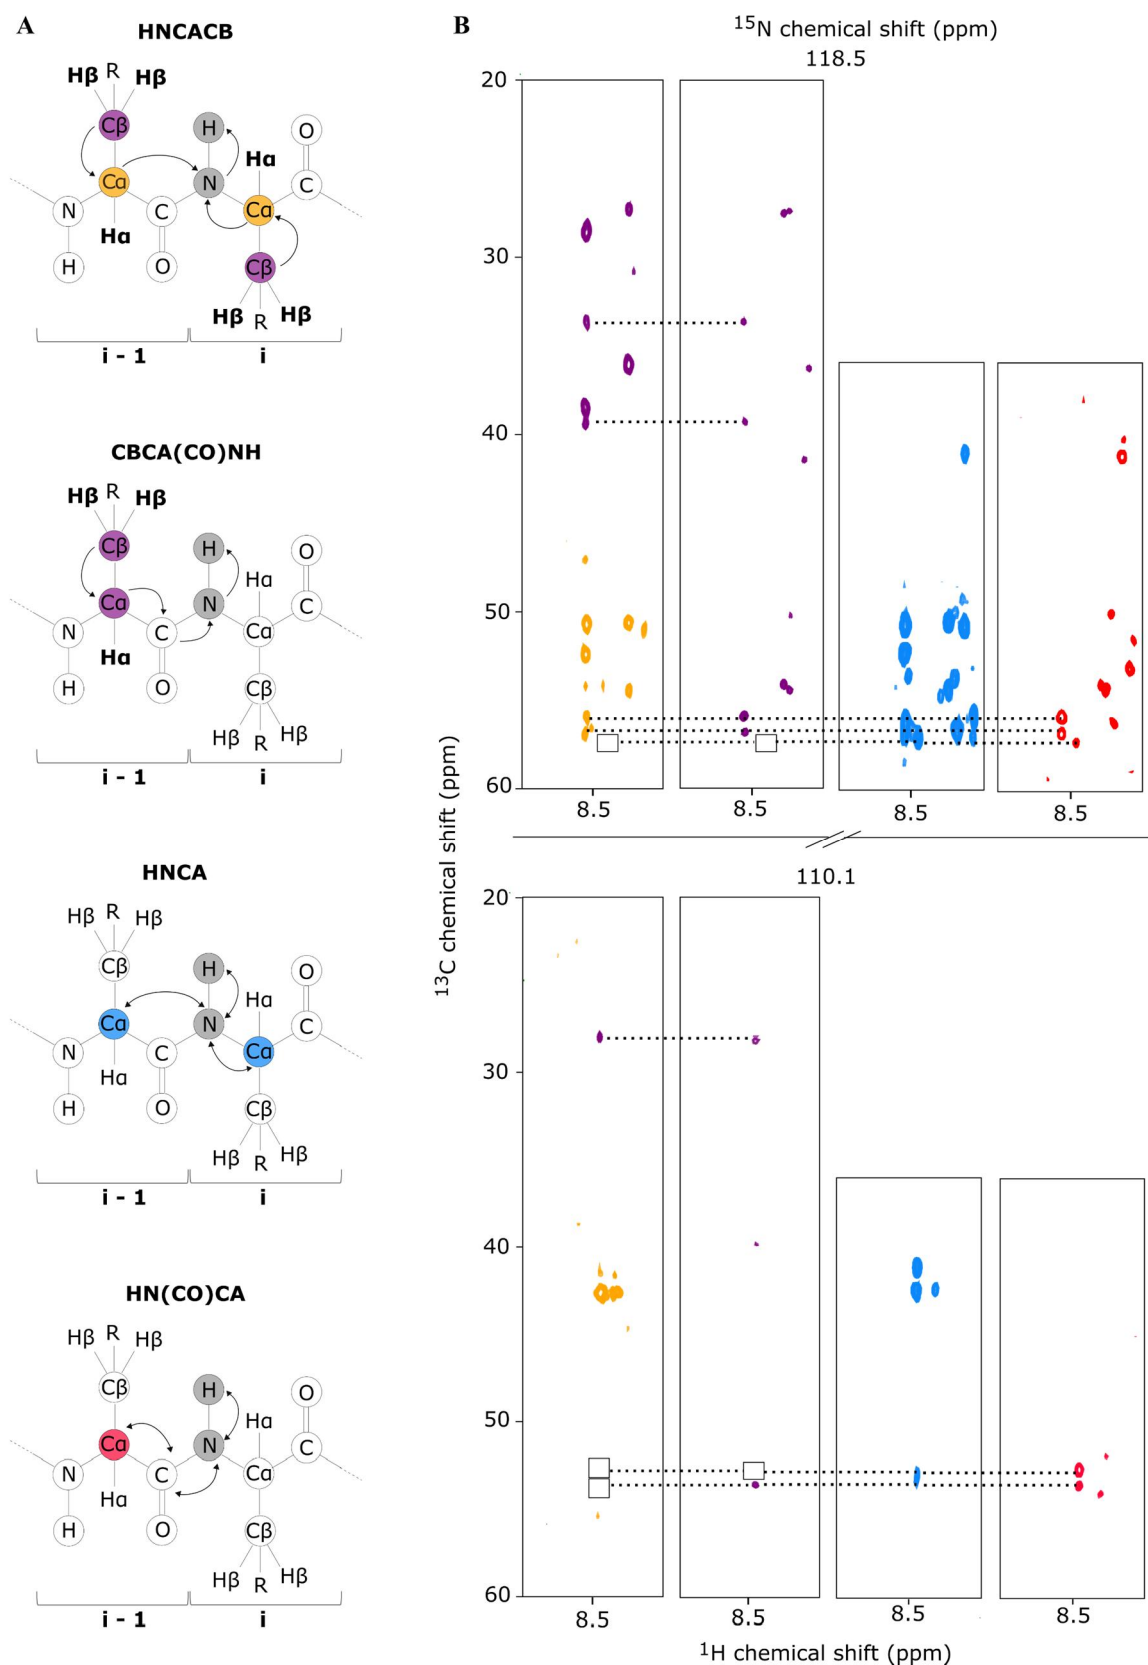 A
HNCACB
Hβ R Hβ
Cβ H O
Hα
Cα N C
N C Cα
Hα
H O Cβ
Hβ R Hβ
i - 1 i
CBCA(CO)NH
Hβ R Hβ
Cβ H O
Hα
Cα N C
N C Cα
Hα
H O Cβ
Hβ R Hβ
i - 1 i
HNCA
Hβ R Hβ
Cβ H O
Hα
Cα N C
N C Cα
Hα
H O Cβ
Hβ R Hβ
i - 1 i
HN(CO)CA
Hβ R Hβ
Cβ H O
Hα
Cα N C
N C Cα
Hα
H O Cβ
Hβ R Hβ
i - 1 i
B
15N chemical shift (ppm)
118.5
20
30
40
50
60
8.5 8.5 8.5 8.5
110.1
20
30
40
50
60
8.5 8.5 8.5 8.5
13C chemical shift (ppm)
1H chemical shift (ppm)